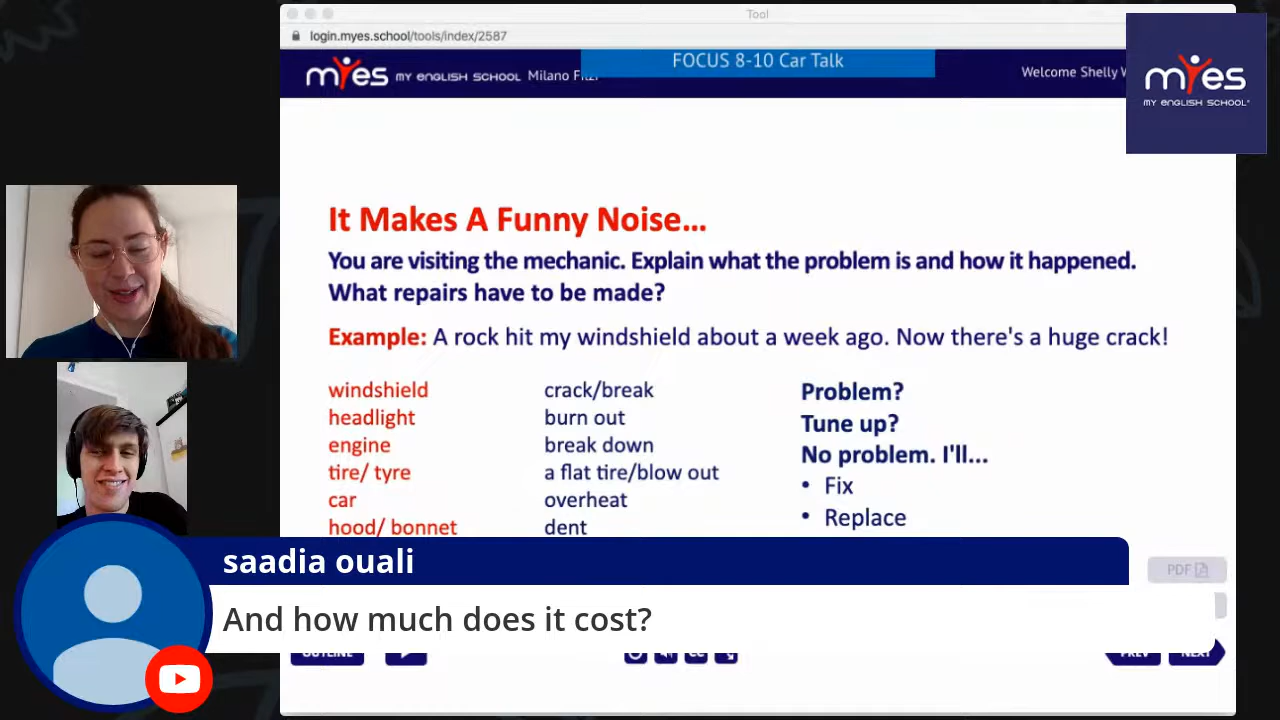 Tool
login.myes.school/tools/index/2587
FOCUS 8-10 Car Talk
myes MY ENGLISH SCHOOL Milano Welcome Shelly
myes
MY ENGLISH SCHOOL
It Makes A Funny Noise...
You are visiting the mechanic. Explain what the problem is and how it happened.
What repairs have to be made?
Example: A rock hit my windshield about a week ago. Now there's a huge crack!
windshield crack/break Problem?
headlight burn out Tune up?
engine break down No problem. I'll...
tire/ tyre a flat tire/blow out • Fix
car overheat • Replace
hood/ bonnet dent
saadia ouali
PDF
And how much does it cost?
OUTLINE CC PREV NEXT